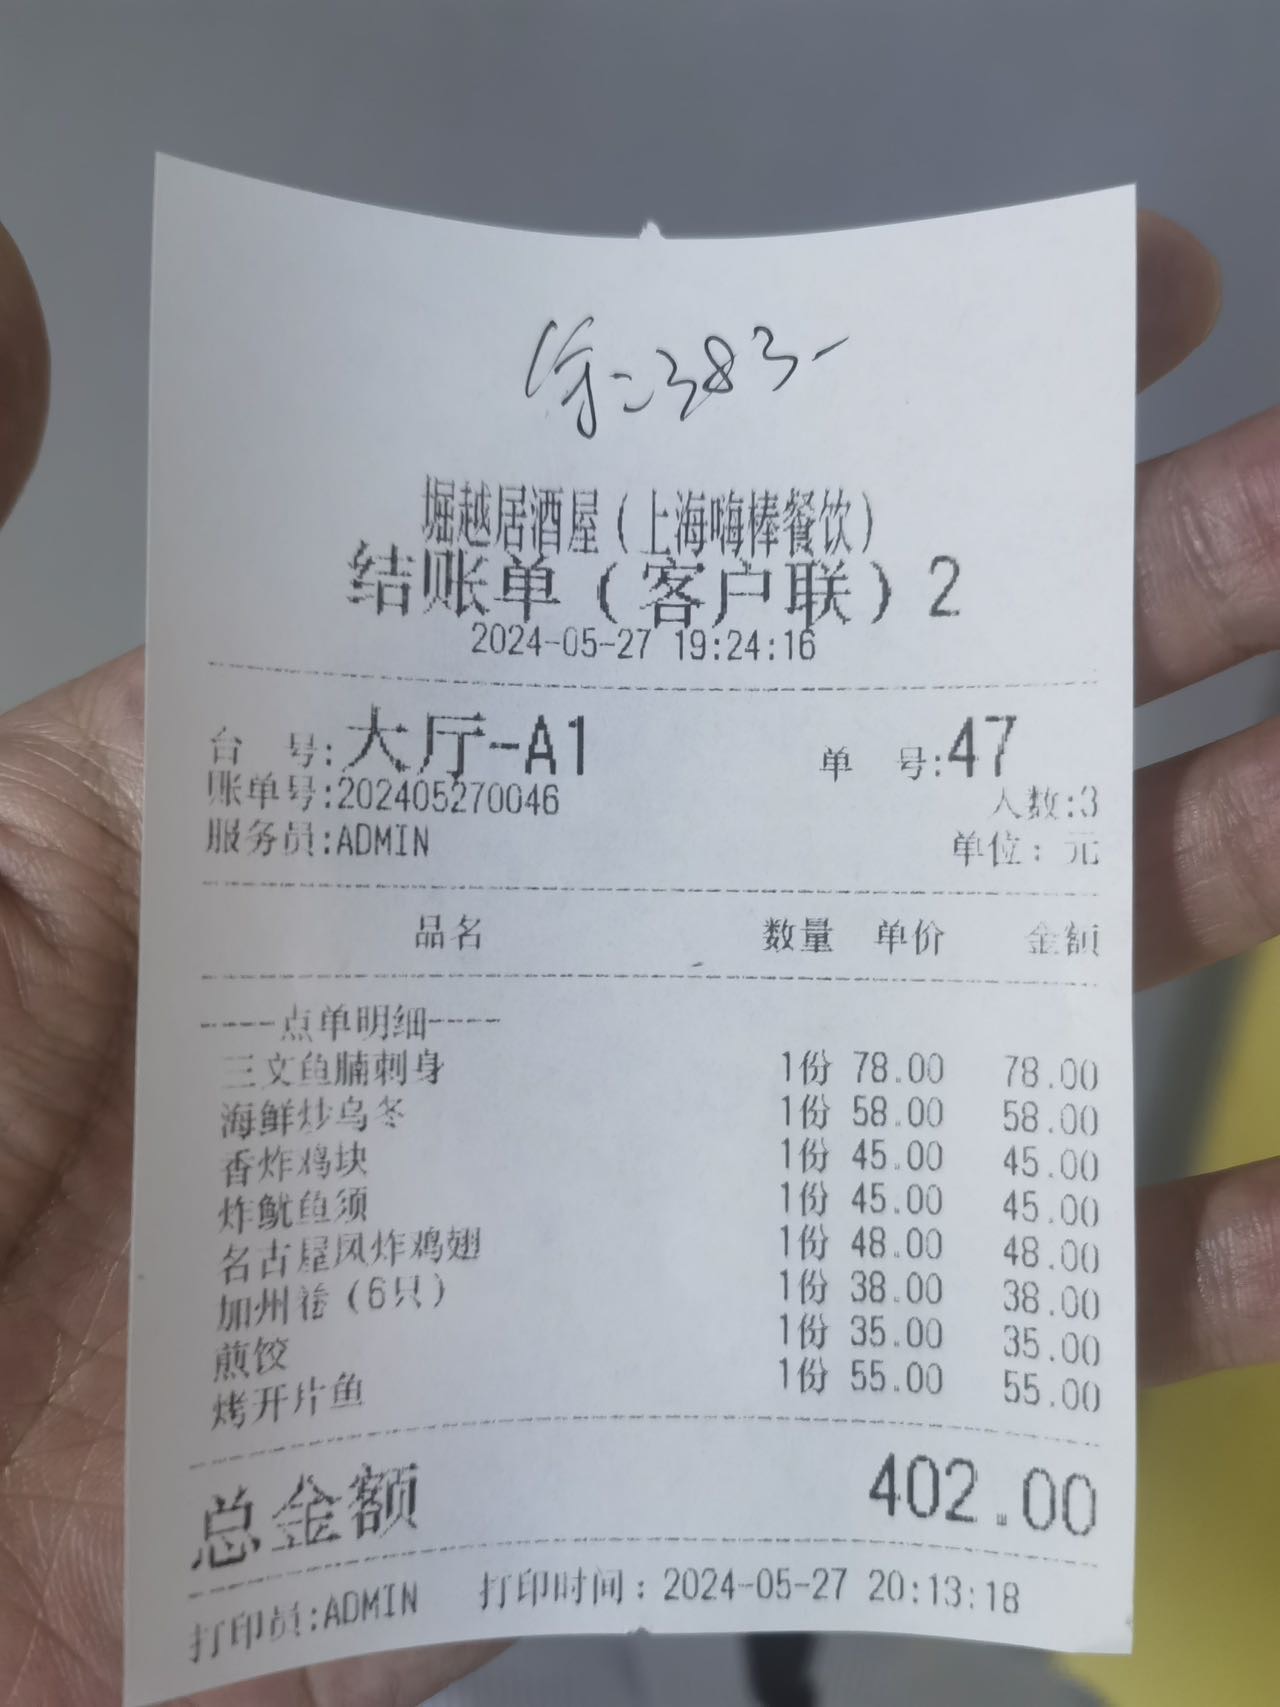 二383-
堀越居酒屋(上海嗨棒餐饮)
结账单(客户联)2
2024-05-27 19:24:16
台 号:大厅-A1 单 号:47
账单号:202405270046 人数:3
服务员:ADMIN 单位: 元
品名 数量 单价 金额
----点单明细----
三文鱼腩刺身 1份 78.00 78.00
海鲜炒乌冬 1份 58.00 58.00
香炸鸡块 1份 45.00 45.00
炸鱿鱼须 1份 45.00 45.00
名古屋风炸鸡翅 1份 48.00 48.00
加州卷(6只) 1份 38.00 38.00
煎饺 1份 35.00 35.00
烤开片鱼 1份 55.00 55.00
总金额 402.00
打印员:ADMIN 打印时间:2024-05-27 20:13:18